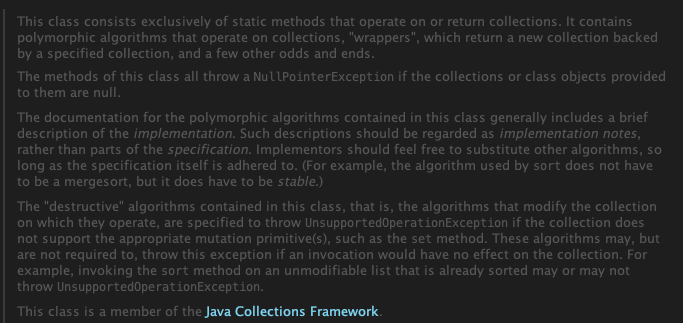 This class consists exclusively of static methods that operate on or return collections. It contains
polymorphic algorithms that operate on collections, "wrappers", which return a new collection backed
by a specified collection, and a few other odds and ends.
The methods of this class all throw a NullPointerException if the collections or class objects provided
to them are null.
The documentation for the polymorphic algorithms contained in this class generally includes a brief
description of the implementation. Such descriptions should be regarded as implementation notes,
rather than parts of the specification. Implementors should feel free to substitute other algorithms, so
long as the specification itself is adhered to. (For example, the algorithm used by sort does not have
to be a mergesort, but it does have to be stable.)
The "destructive" algorithms contained in this class, that is, the algorithms that modify the collection
on which they operate, are specified to throw UnsupportedOperationException if the collection does
not support the appropriate mutation primitive(s), such as the set method. These algorithms may, but
are not required to, throw this exception if an invocation would have no effect on the collection. For
example, invoking the sort method on an unmodifiable list that is already sorted may or may not
throw UnsupportedOperationException.
This class is a member of the Java Collections Framework.